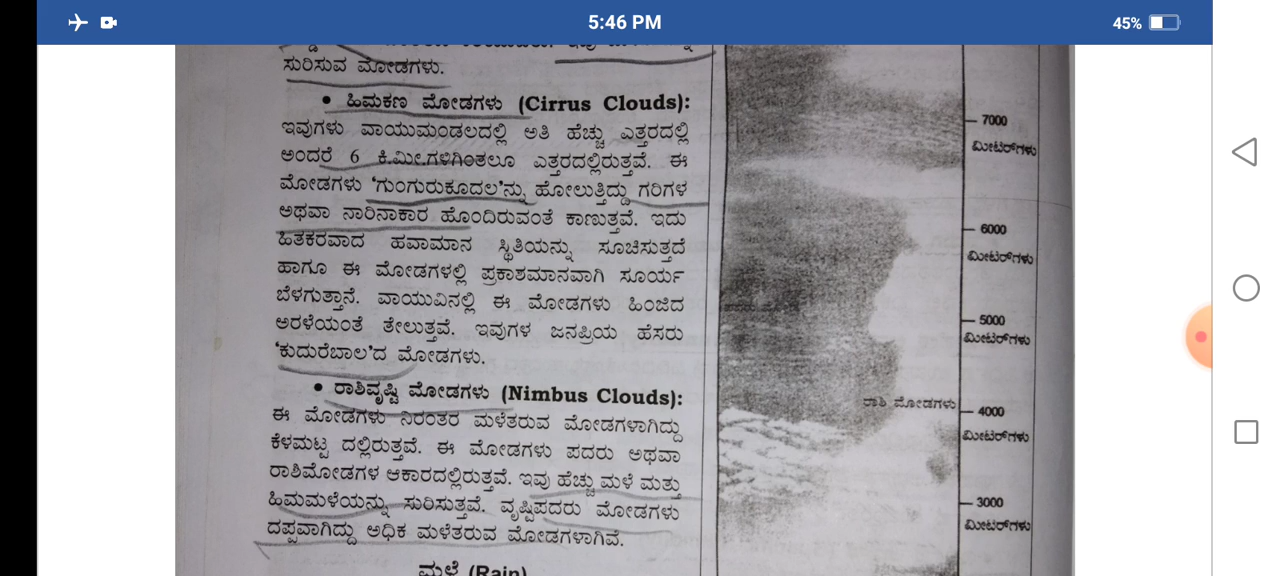 5:46 PM
45%
ಸುರಿಸುವ ಮೋಡಗಳು.
• ಹಿಮಕಣ ಮೋಡಗಳು (Cirrus Clouds):
ಇವುಗಳು ವಾಯುಮಂಡಲದಲ್ಲಿ ಅತಿ ಹೆಚ್ಚು ಎತ್ತರದಲ್ಲಿ
ಅಂದರೆ 6 ಕಿ.ಮೀ.ಗಳಿಗಿಂತಲೂ ಎತ್ತರದಲ್ಲಿರುತ್ತವೆ. ಈ
ಮೋಡಗಳು 'ಗುಂಗುರುಕೂದಲ'ನ್ನು ಹೋಲುತ್ತಿದ್ದು ಗರಿಗಳ
ಅಥವಾ ನಾರಿನಾಕಾರ ಹೊಂದಿರುವಂತೆ ಕಾಣುತ್ತವೆ. ಇದು
ಹಿತಕರವಾದ ಹವಾಮಾನ ಸ್ಥಿತಿಯನ್ನು ಸೂಚಿಸುತ್ತದೆ
ಹಾಗೂ ಈ ಮೋಡಗಳಲ್ಲಿ ಪ್ರಕಾಶಮಾನವಾಗಿ ಸೂರ್ಯ
ಬೆಳಗುತ್ತಾನೆ. ವಾಯುವಿನಲ್ಲಿ ಈ ಮೋಡಗಳು ಹಿಂಜಿದ
ಅರಳೆಯಂತೆ ತೇಲುತ್ತವೆ. ಇವುಗಳ ಜನಪ್ರಿಯ ಹೆಸರು
'ಕುದುರೆಬಾಲ'ದ ಮೋಡಗಳು.
• ರಾಶಿವೃಷ್ಟಿ ಮೋಡಗಳು (Nimbus Clouds):
ಈ ಮೋಡಗಳು ನಿರಂತರ ಮಳೆತರುವ ಮೋಡಗಳಾಗಿದ್ದು
ಕೆಳಮಟ್ಟ ದಲ್ಲಿರುತ್ತವೆ. ಈ ಮೋಡಗಳು ಪದರು ಅಥವಾ
ರಾಶಿಮೋಡಗಳ ಆಕಾರದಲ್ಲಿರುತ್ತವೆ. ಇವು ಹೆಚ್ಚು ಮಳೆ ಮತ್ತು
ಹಿಮಮಳೆಯನ್ನು ಸುರಿಸುತ್ತವೆ. ವೃಷ್ಟಿಪದರು ಮೋಡಗಳು
ದಪ್ಪವಾಗಿದ್ದು ಅಧಿಕ ಮಳೆತರುವ ಮೋಡಗಳಾಗಿವೆ.
ಮಳೆ (Rain)
7000
ಮೀಟರ್‌ಗಳು
6000
ಮೀಟರ್‌ಗಳು
5000
ಮೀಟರ್‌ಗಳು
ರಾಶಿ ಮೋಡಗಳು
4000
ಮೀಟರ್‌ಗಳು
3000
ಮೀಟರ್‌ಗಳು